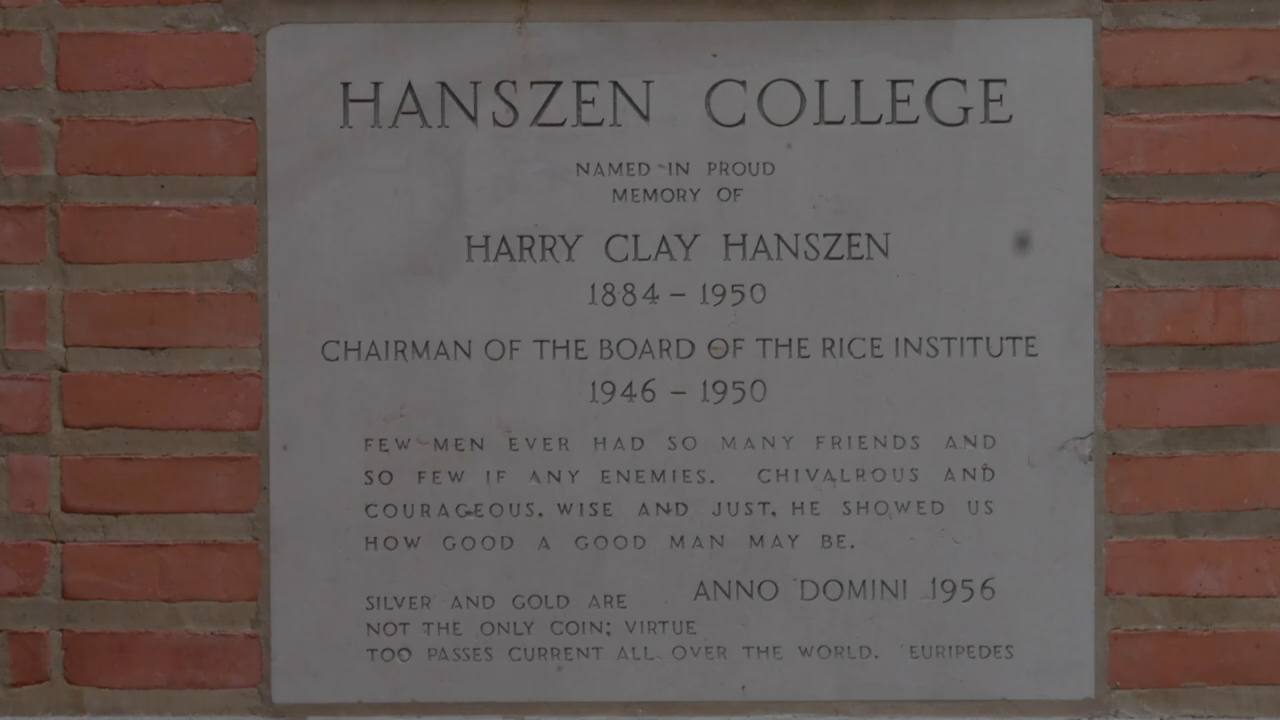 HANSZEN COLLEGE
NAMED IN PROUD
MEMORY OF
HARRY CLAY HANSZEN
1884 – 1950
CHAIRMAN OF THE BOARD OF THE RICE INSTITUTE
1946 – 1950
FEW MEN EVER HAD SO MANY FRIENDS AND
SO FEW IF ANY ENEMIES. CHIVALROUS AND
COURAGEOUS, WISE AND JUST, HE SHOWED US
HOW GOOD A GOOD MAN MAY BE.
ANNO DOMINI 1956
SILVER AND GOLD ARE
NOT THE ONLY COIN; VIRTUE
TOO PASSES CURRENT ALL OVER THE WORLD. EURIPEDES